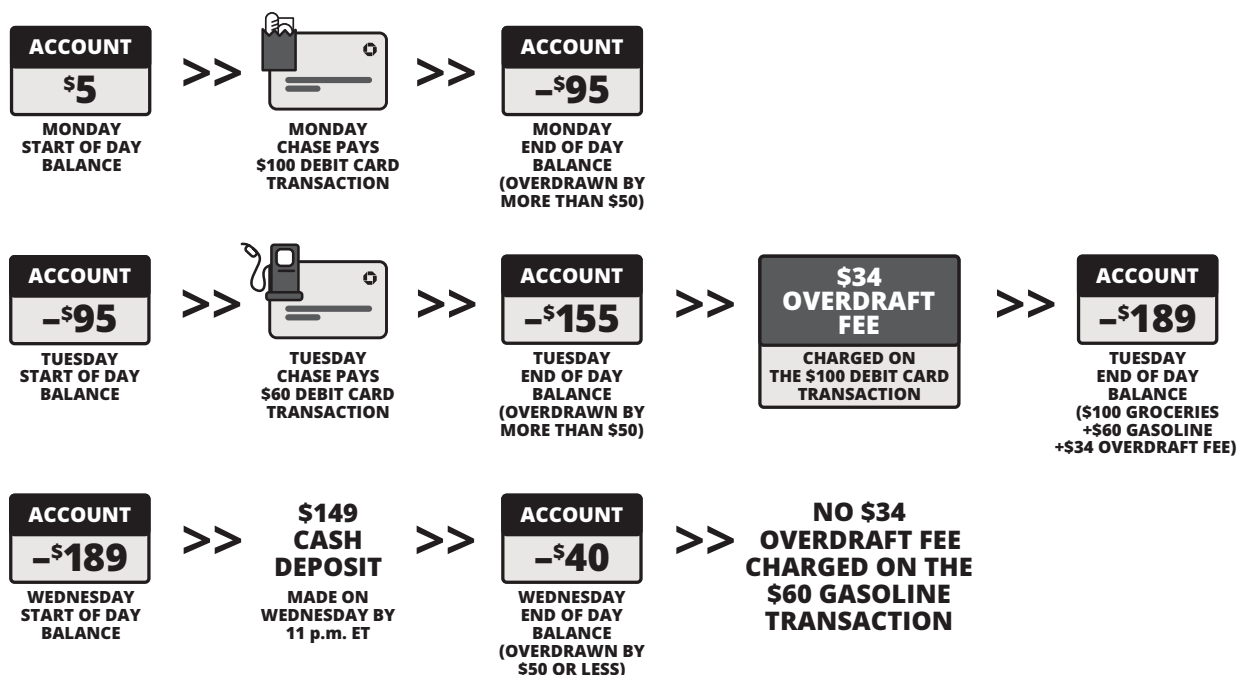 ACCOUNT
$5
MONDAY
START OF DAY
BALANCE
>>
MONDAY
CHASE PAYS
$100 DEBIT CARD
TRANSACTION
>>
ACCOUNT
–$95
MONDAY
END OF DAY
BALANCE
(OVERDRAWN BY
MORE THAN $50)
ACCOUNT
–$95
TUESDAY
START OF DAY
BALANCE
>>
TUESDAY
CHASE PAYS
$60 DEBIT CARD
TRANSACTION
>>
ACCOUNT
–$155
TUESDAY
END OF DAY
BALANCE
(OVERDRAWN BY
MORE THAN $50)
>>
$34
OVERDRAFT
FEE
CHARGED ON
THE $100 DEBIT CARD
TRANSACTION
>>
ACCOUNT
–$189
TUESDAY
END OF DAY
BALANCE
($100 GROCERIES
+$60 GASOLINE
+$34 OVERDRAFT FEE)
ACCOUNT
–$189
WEDNESDAY
START OF DAY
BALANCE
>>
$149
CASH
DEPOSIT
MADE ON
WEDNESDAY BY
11 p.m. ET
>>
ACCOUNT
–$40
WEDNESDAY
END OF DAY
BALANCE
(OVERDRAWN BY
$50 OR LESS)
>>
NO $34
OVERDRAFT FEE
CHARGED ON THE
$60 GASOLINE
TRANSACTION